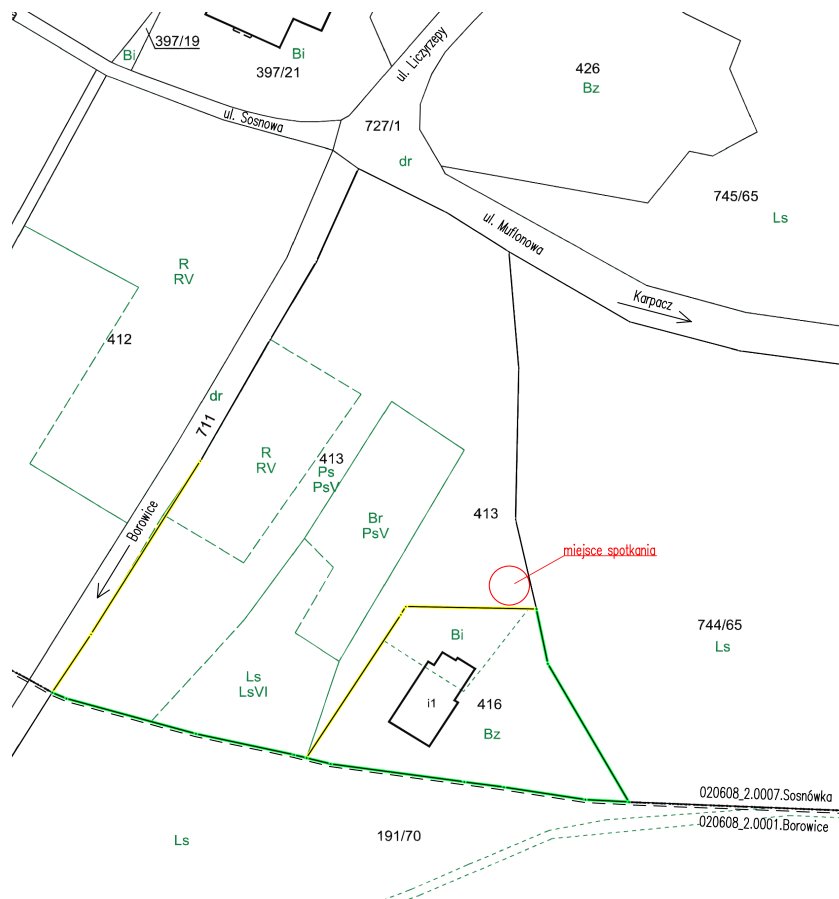 397/19
Bi
Bi
397/21
ul. Liczyrzepy
426
Bz
ul. Sosnowa
727/1
dr
745/65
Ls
ul. Muflonowa
R
RV
Karpacz
412
dr
711
R
RV
413
Ps
PsV
Br
PsV
413
Borowice
miejsce spotkania
744/65
Ls
Bi
Ls
LsVI
i1
416
Bz
020608_2.0007.Sosnówka
020608_2.0001.Borowice
Ls
191/70